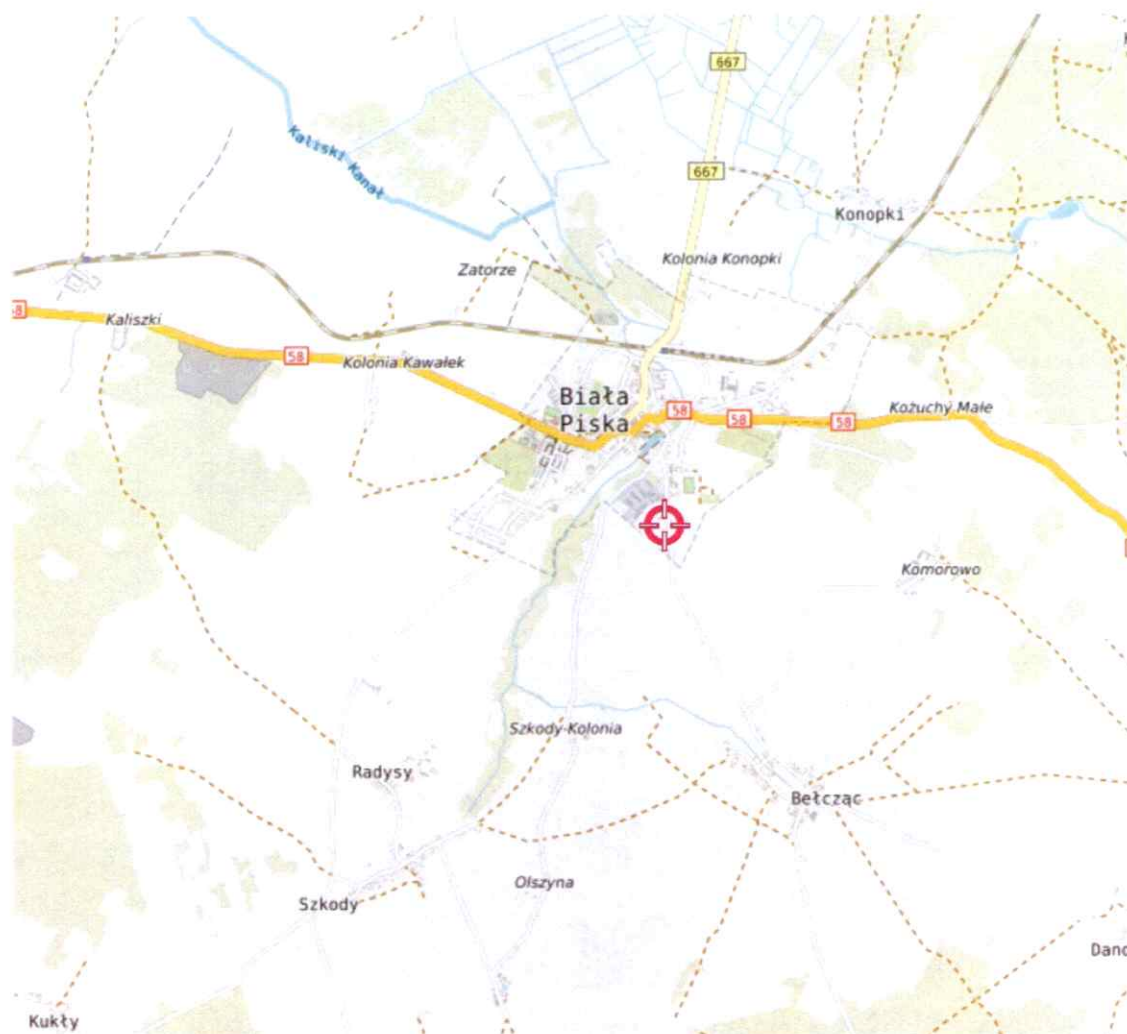 667
Kaliski Kanał
667
Konopki
Kolonia Konopki
Zatorze
58
Kaliszki
58
Kolonia Kawałek
Biała
Piska
58
58
58
Kożuchy Małe
Komorowo
Szkody-Kolonia
Radysy
Bełcząc
Olszyna
Szkody
Kukły